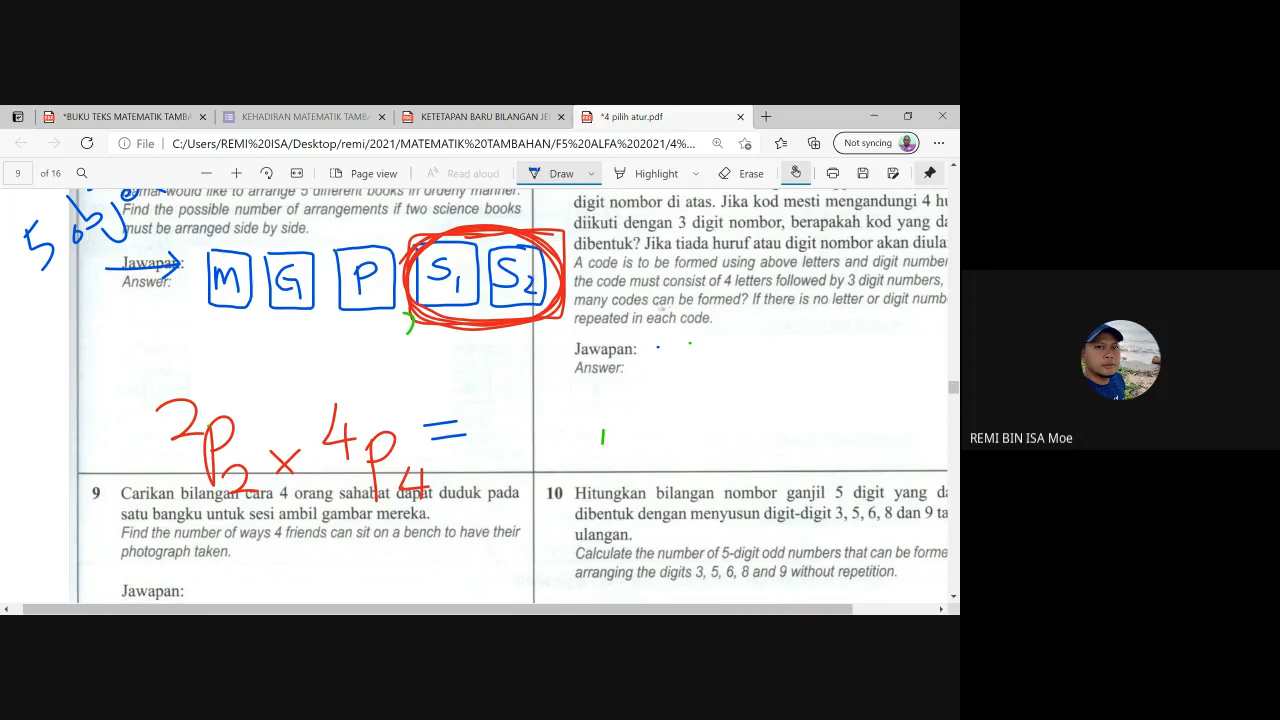 *BUKU TEKS MATEMATIK TAMBA
KEHADIRAN MATEMATIK TAMBA
KETETAPAN BARU BILANGAN JE
*4 pilih atur.pdf
File
C:/Users/REMI%20ISA/Desktop/remi/2021/MATEMATIK%20TAMBAHAN/F5%20ALFA%202021/4%...
Not syncing
9 of 16
Page view
Read aloud
Draw
Highlight
Erase
would like to arrange 5 different books in orderly manner.
Find the possible number of arrangements if two science books
must be arranged side by side.
5
Jawapan:
Answer:
M G P S1 S2
2P2 × 4P4 =
digit nombor di atas. Jika kod mesti mengandungi 4 hu
diikuti dengan 3 digit nombor, berapakah kod yang da
dibentuk? Jika tiada huruf atau digit nombor akan diula
A code is to be formed using above letters and digit number
the code must consist of 4 letters followed by 3 digit numbers,
many codes can be formed? If there is no letter or digit numb
repeated in each code.
Jawapan:
Answer:
9 Carikan bilangan cara 4 orang sahabat dapat duduk pada
satu bangku untuk sesi ambil gambar mereka.
Find the number of ways 4 friends can sit on a bench to have their
photograph taken.
Jawapan:
10 Hitungkan bilangan nombor ganjil 5 digit yang da
dibentuk dengan menyusun digit-digit 3, 5, 6, 8 dan 9 ta
ulangan.
Calculate the number of 5-digit odd numbers that can be forme
arranging the digits 3, 5, 6, 8 and 9 without repetition.
REMI BIN ISA Moe